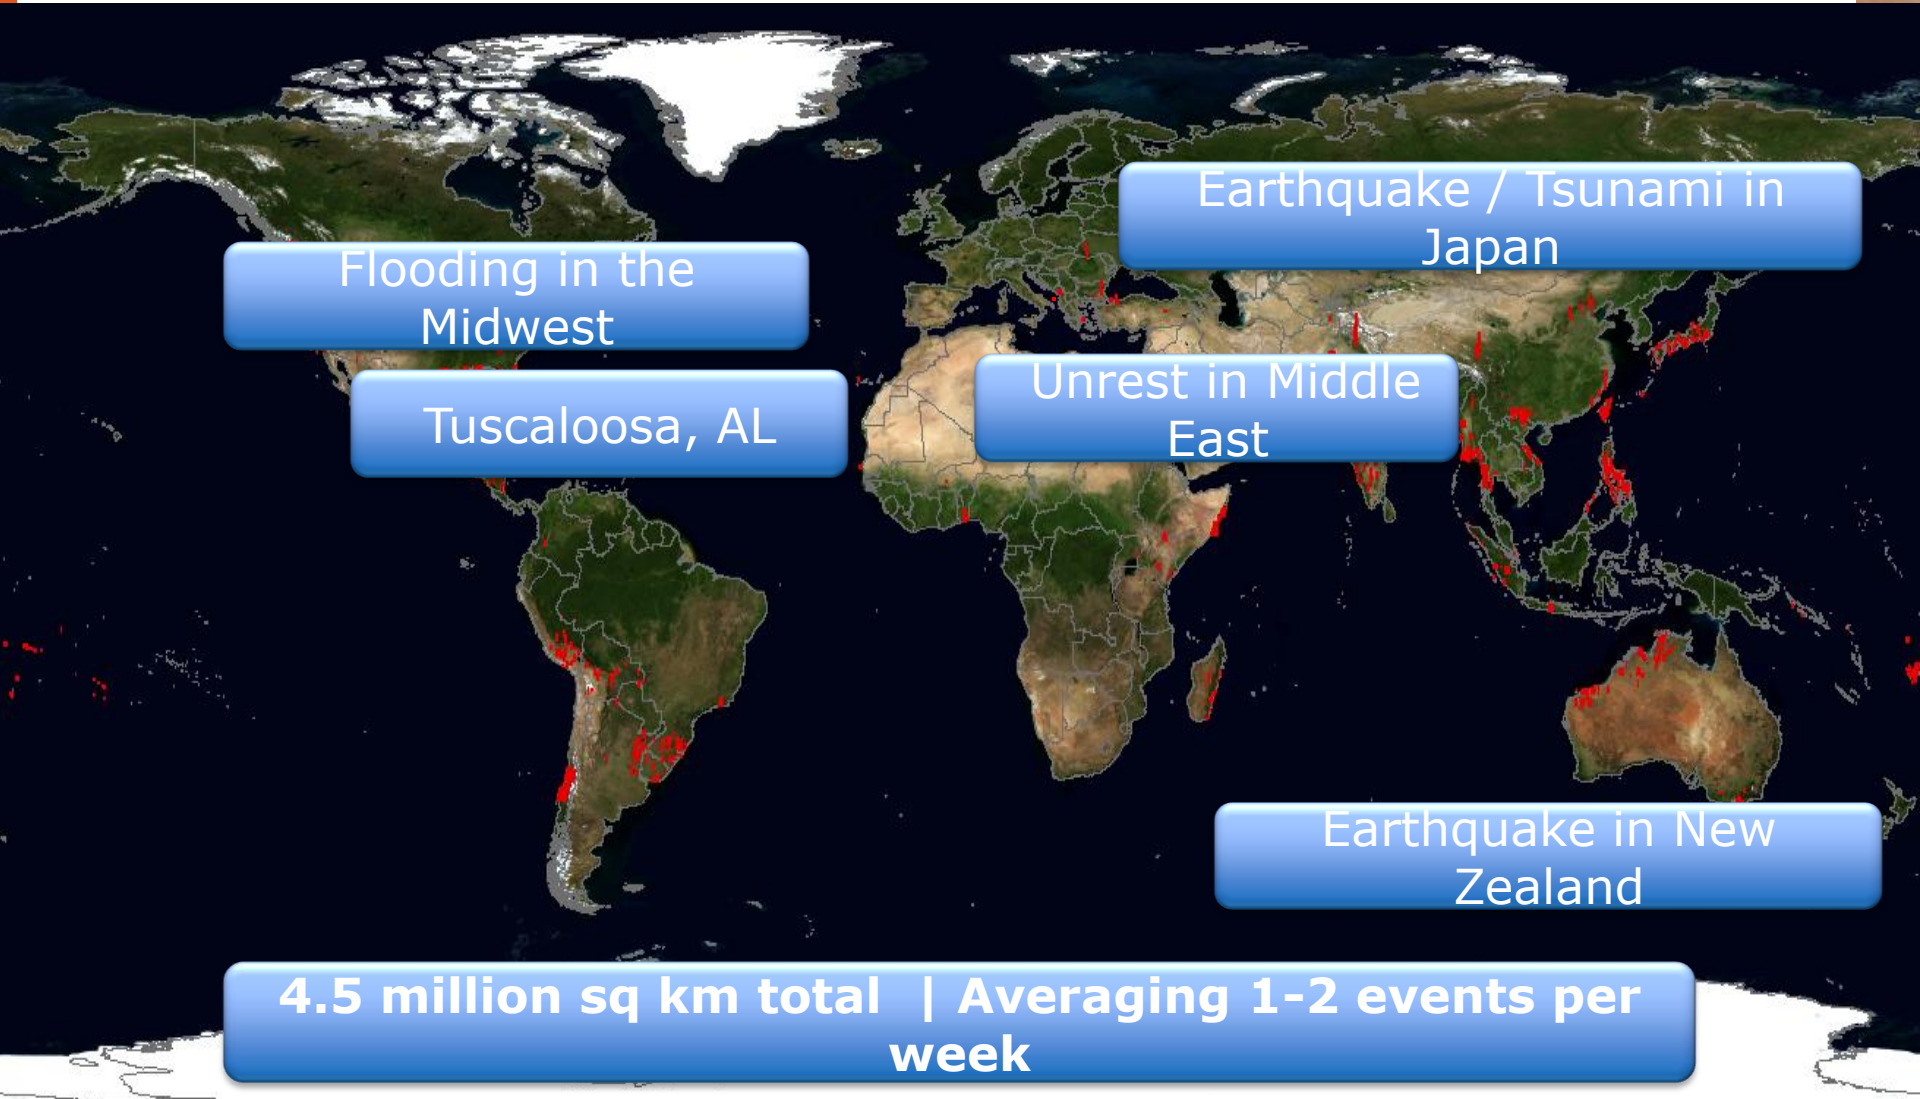 Earthquake / Tsunami in
Japan
Flooding in the
Midwest
Unrest in Middle
East
Tuscaloosa, AL
Earthquake in New
Zealand
4.5 million sq km total | Averaging 1-2 events per
week